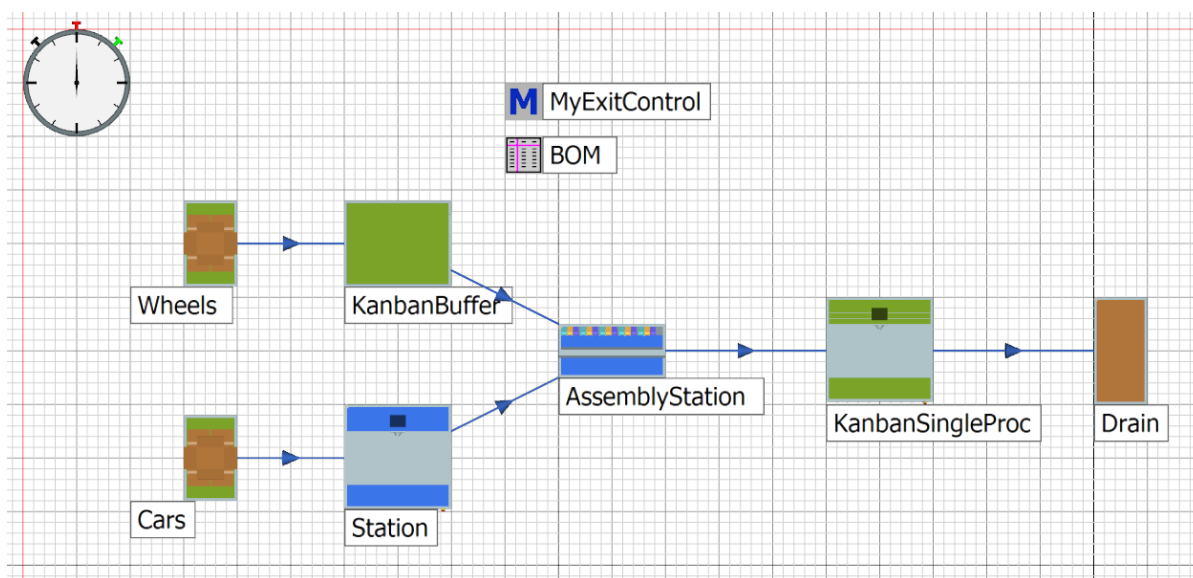 M MyExitControl
BOM
Wheels
KanbanBuffer
AssemblyStation
KanbanSingleProc
Drain
Cars
Station